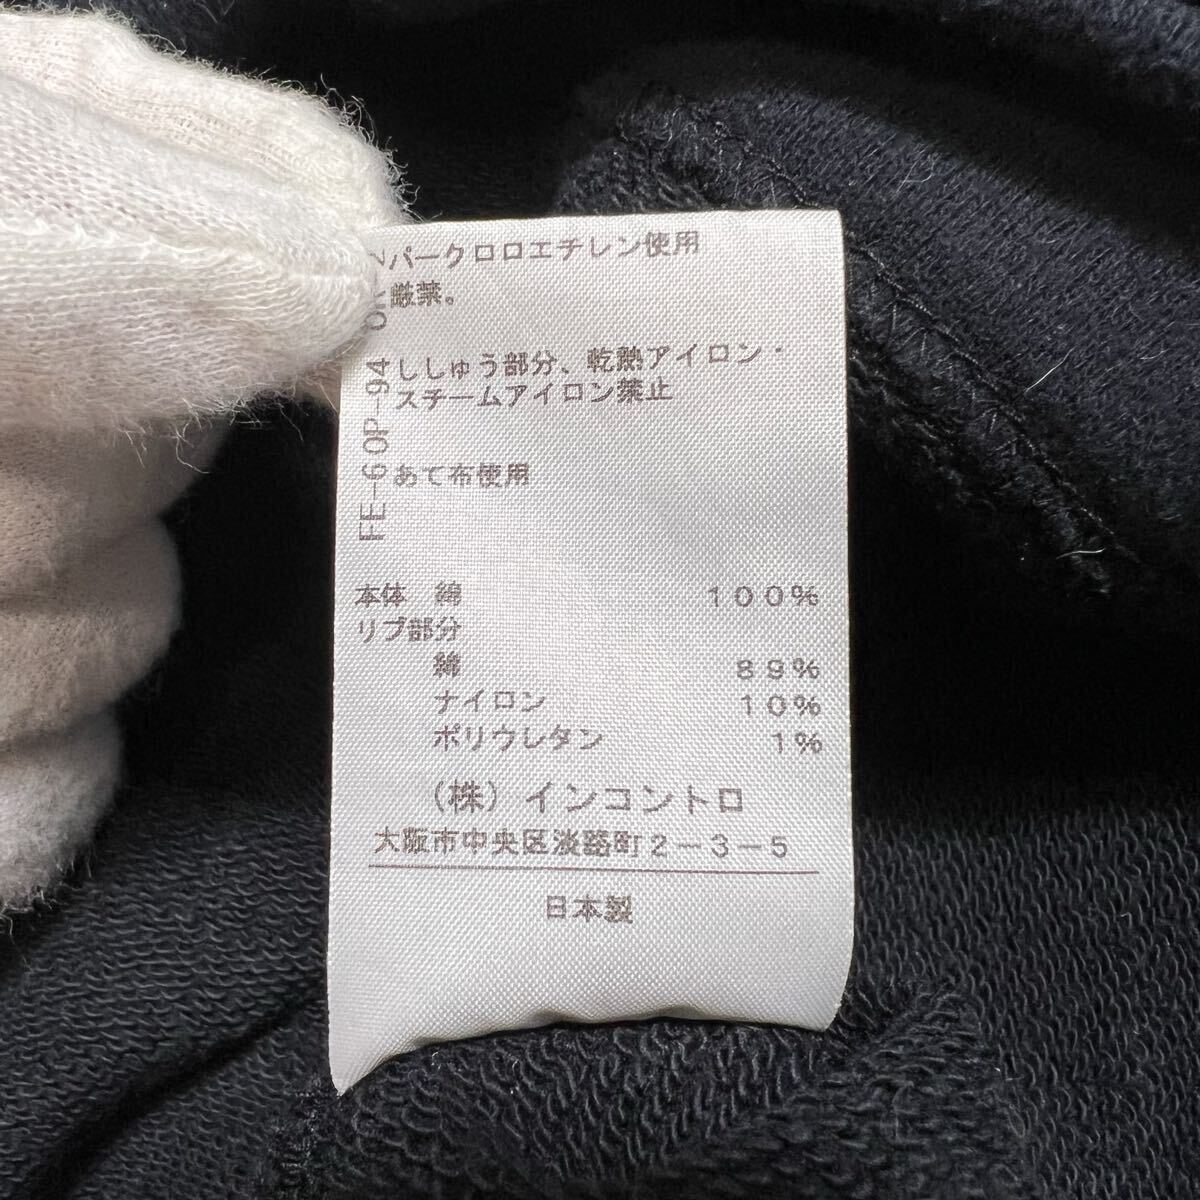 パークロロエチレン使用
厳禁。
ししゅう部分、乾熱アイロン・
スチームアイロン禁止
あて布使用
FE-60P-94
本体 綿 100%
リブ部分
綿 89%
ナイロン 10%
ポリウレタン 1%
(株)インコントロ
大阪市中央区淡路町2-3-5
日本製